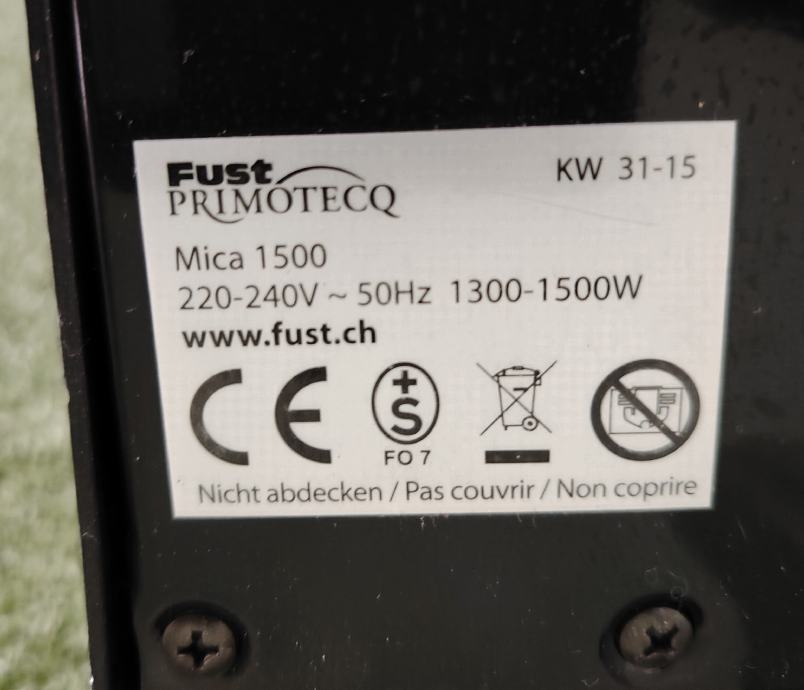 Fust
PRIMOTECQ
KW 31-15
Mica 1500
220-240V ~ 50Hz 1300-1500W
www.fust.ch
CE
+
S
FO 7
Nicht abdecken / Pas couvrir / Non coprire